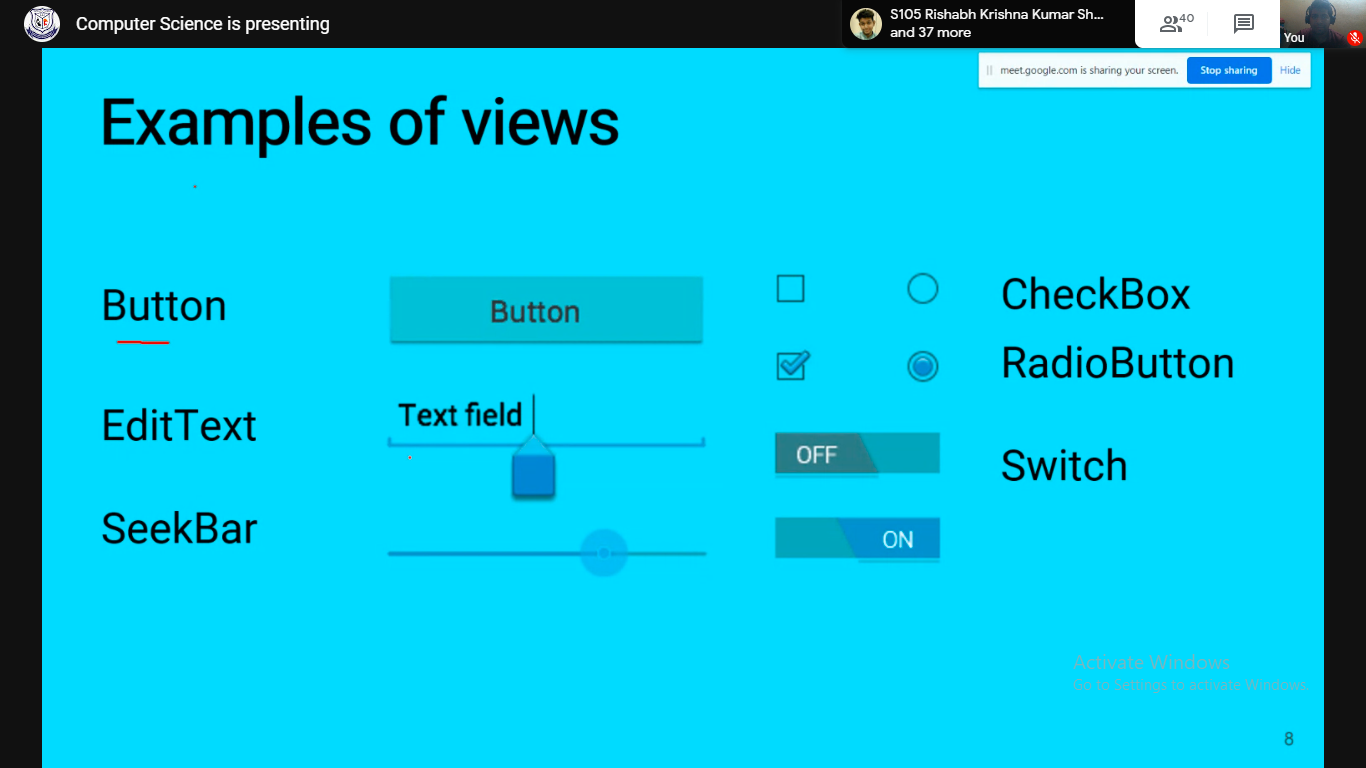 Computer Science is presenting
S105 Rishabh Krishna Kumar Sh...
and 37 more
40
You
meet.google.com is sharing your screen.
Stop sharing
Hide
Examples of views
Button
Button
CheckBox
RadioButton
EditText
Text field
OFF
Switch
SeekBar
ON
Activate Windows
Go to Settings to activate Windows.
8